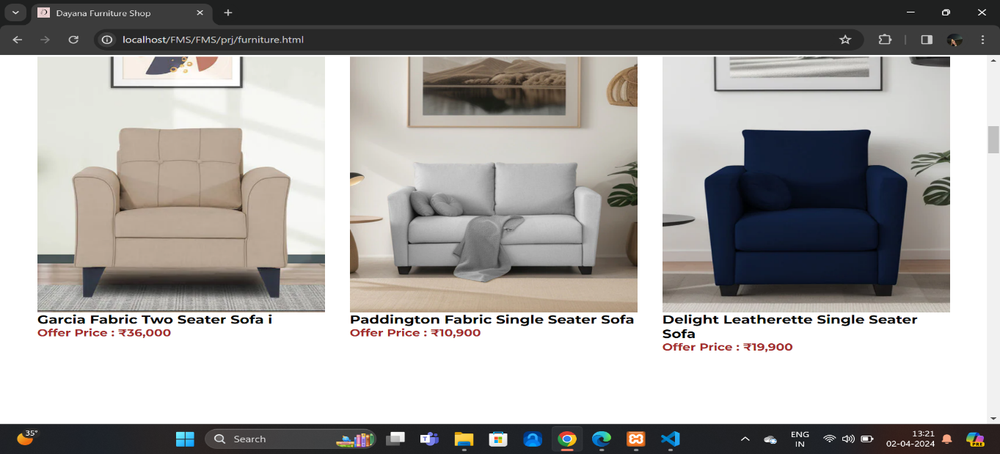 Dayana Furniture Shop
localhost/FMS/FMS/prj/furniture.html
Garcia Fabric Two Seater Sofa i
Offer Price : ₹36,000
Paddington Fabric Single Seater Sofa
Offer Price : ₹10,900
Delight Leatherette Single Seater
Sofa
Offer Price : ₹19,900
35°
Search
ENG
IN
13:21
02-04-2024
PRE